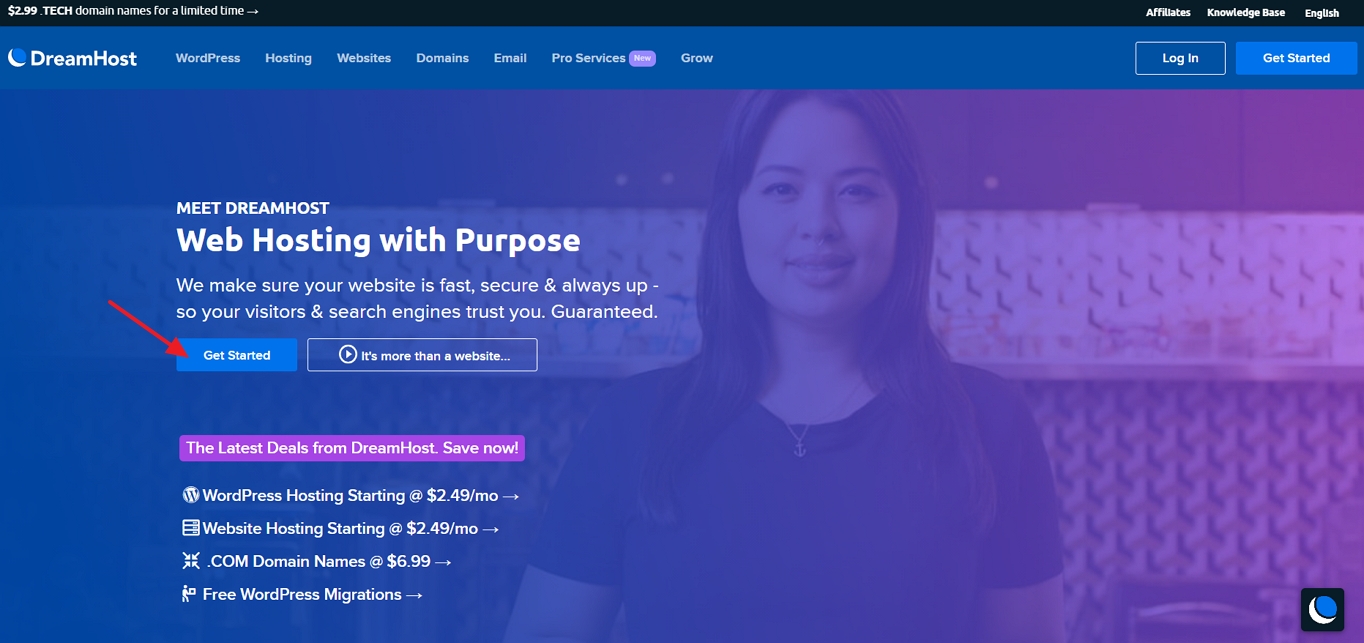 $2.99 .TECH domain names for a limited time →
Affiliates Knowledge Base English
DreamHost WordPress Hosting Websites Domains Email Pro Services New Grow Log In Get Started
MEET DREAMHOST
Web Hosting with Purpose
We make sure your website is fast, secure & always up -
so your visitors & search engines trust you. Guaranteed.
Get Started It's more than a website...
The Latest Deals from DreamHost. Save now!
WordPress Hosting Starting @ $2.49/mo →
Website Hosting Starting @ $2.49/mo →
.COM Domain Names @ $6.99 →
Free WordPress Migrations →